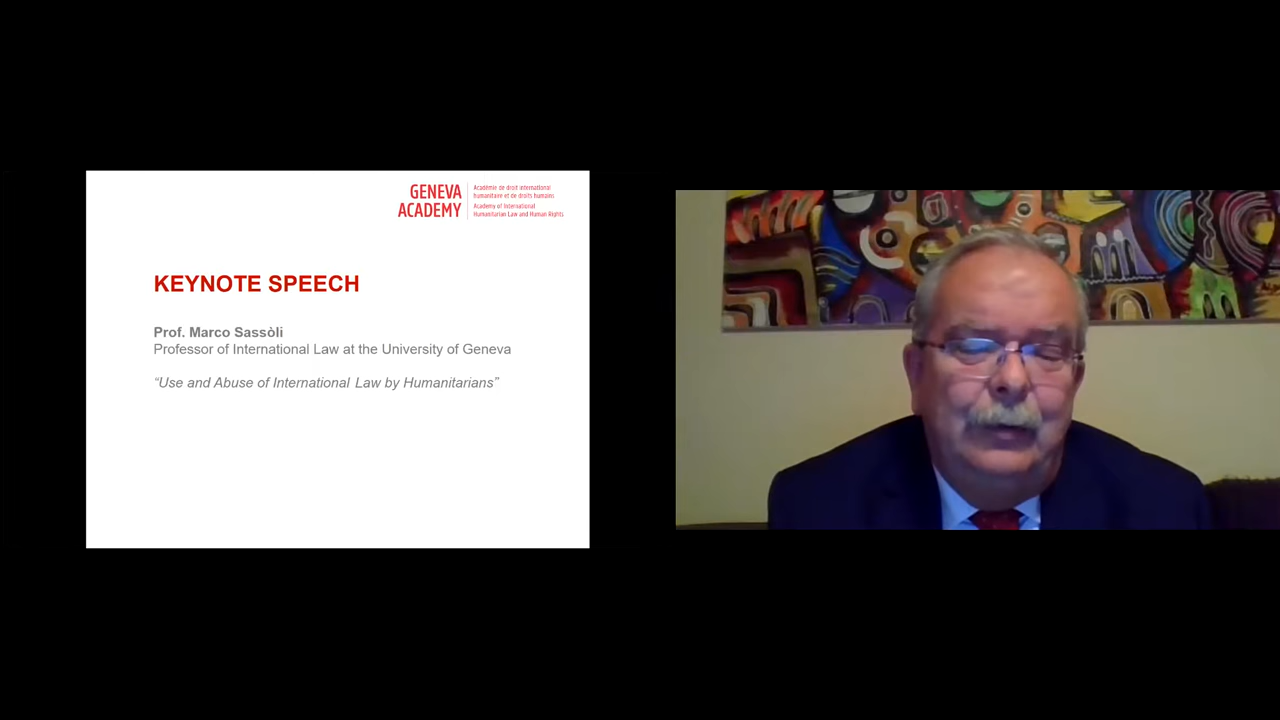 GENEVA
ACADEMY
Académie de droit international
humanitaire et de droits humains
Academy of International
Humanitarian Law and Human Rights
KEYNOTE SPEECH
Prof. Marco Sassòli
Professor of International Law at the University of Geneva
“Use and Abuse of International Law by Humanitarians”